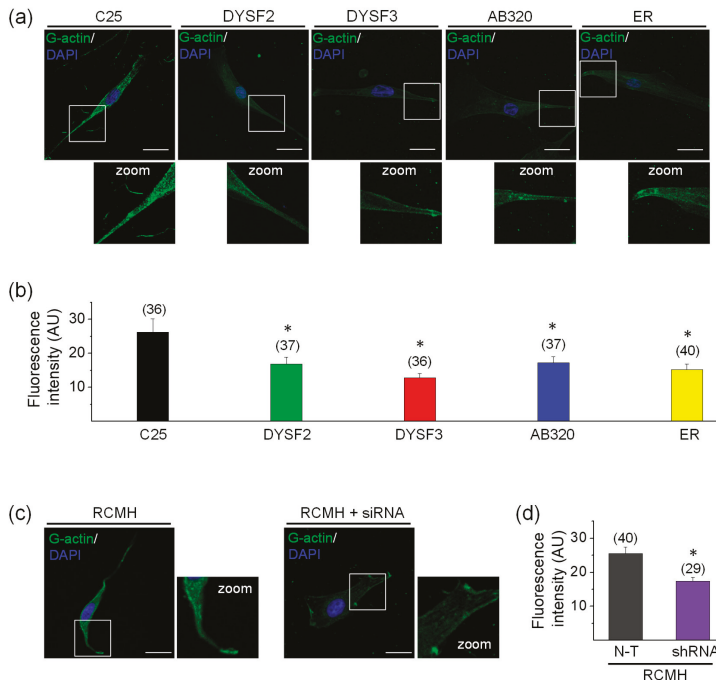 (a)
C25 DYSF2 DYSF3 AB320 ER
G-actin/ G-actin/ G-actin/ G-actin/ G-actin/
DAPI DAPI DAPI DAPI DAPI
zoom zoom zoom zoom zoom
(b)
Fluorescence
intensity (AU)
30
20
10
(36) * (37) * (36) * (37) * (40)
C25 DYSF2 DYSF3 AB320 ER
(c)
RCMH RCMH + siRNA
G-actin/ G-actin/
DAPI DAPI
zoom zoom
(d)
Fluorescence
intensity (AU)
30
20
10
(40) * (29)
N-T shRNA
RCMH